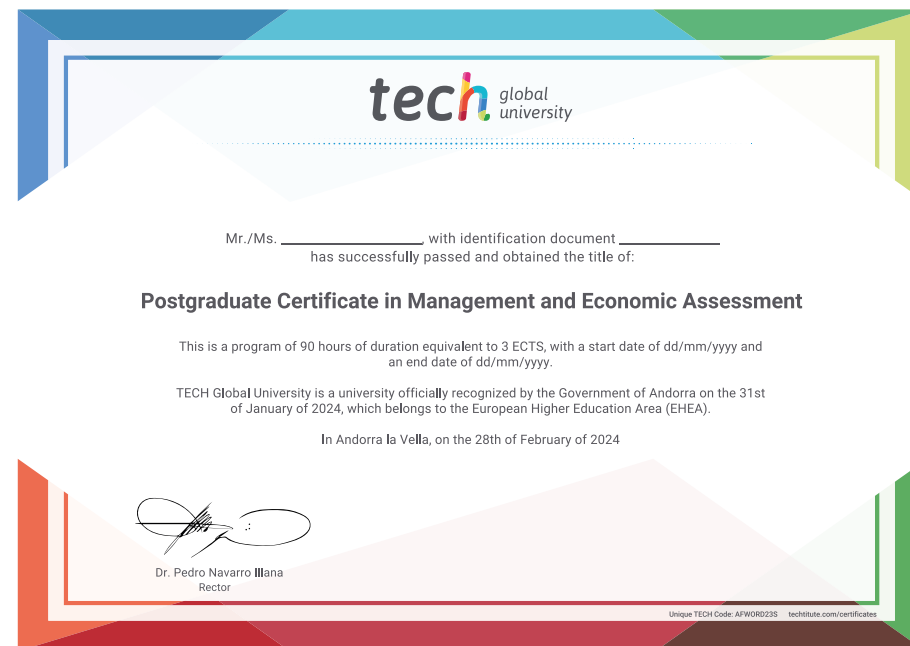 tech global
university
Mr./Ms. ____________, with identification document ____________
has successfully passed and obtained the title of:
Postgraduate Certificate in Management and Economic Assessment
This is a program of 90 hours of duration equivalent to 3 ECTS, with a start date of dd/mm/yyyy and
an end date of dd/mm/yyyy.
TECH Global University is a university officially recognized by the Government of Andorra on the 31st
of January of 2024, which belongs to the European Higher Education Area (EHEA).
In Andorra la Vella, on the 28th of February of 2024
Dr. Pedro Navarro Illana
Rector
Unique TECH Code: AFWORD23S techtitute.com/certificates